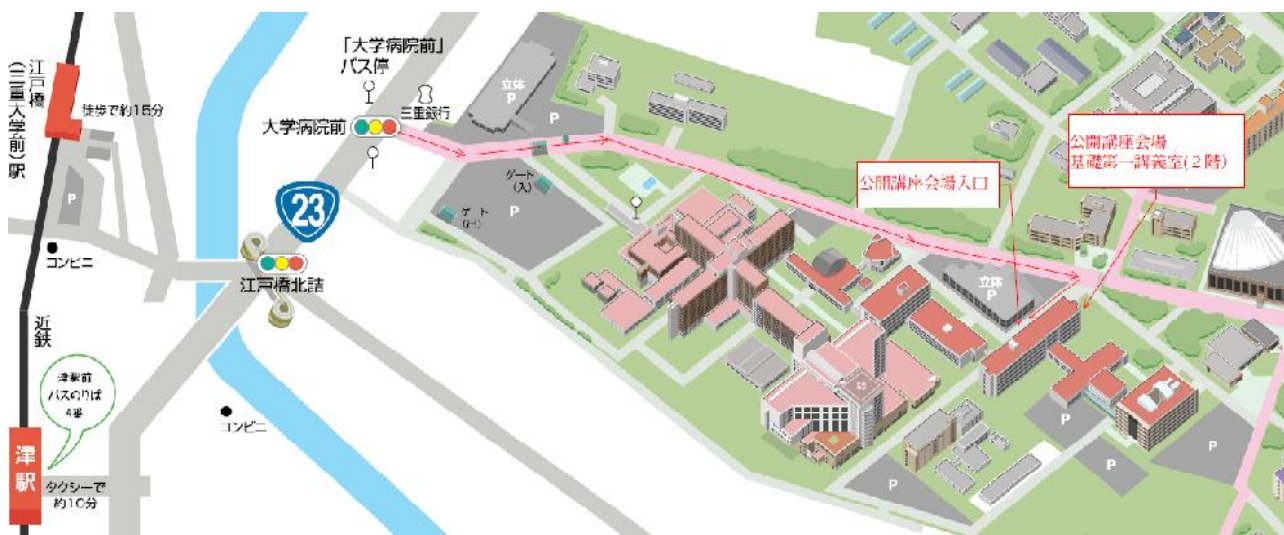 江戸橋
(三重大学前)駅
徒歩で約15分
P
コンビニ
近鉄
津駅前
バスのりば
4番
津駅
タクシーで
約10分
「大学病院前」
バス停
三重銀行
大学病院前
23
江戸橋北詰
コンビニ
立体
P
P
ゲート
(入)
ゲート
P
公開講座会場入口
公開講座会場
基礎第一講義室(2階)
立体
P
P
P
P
P